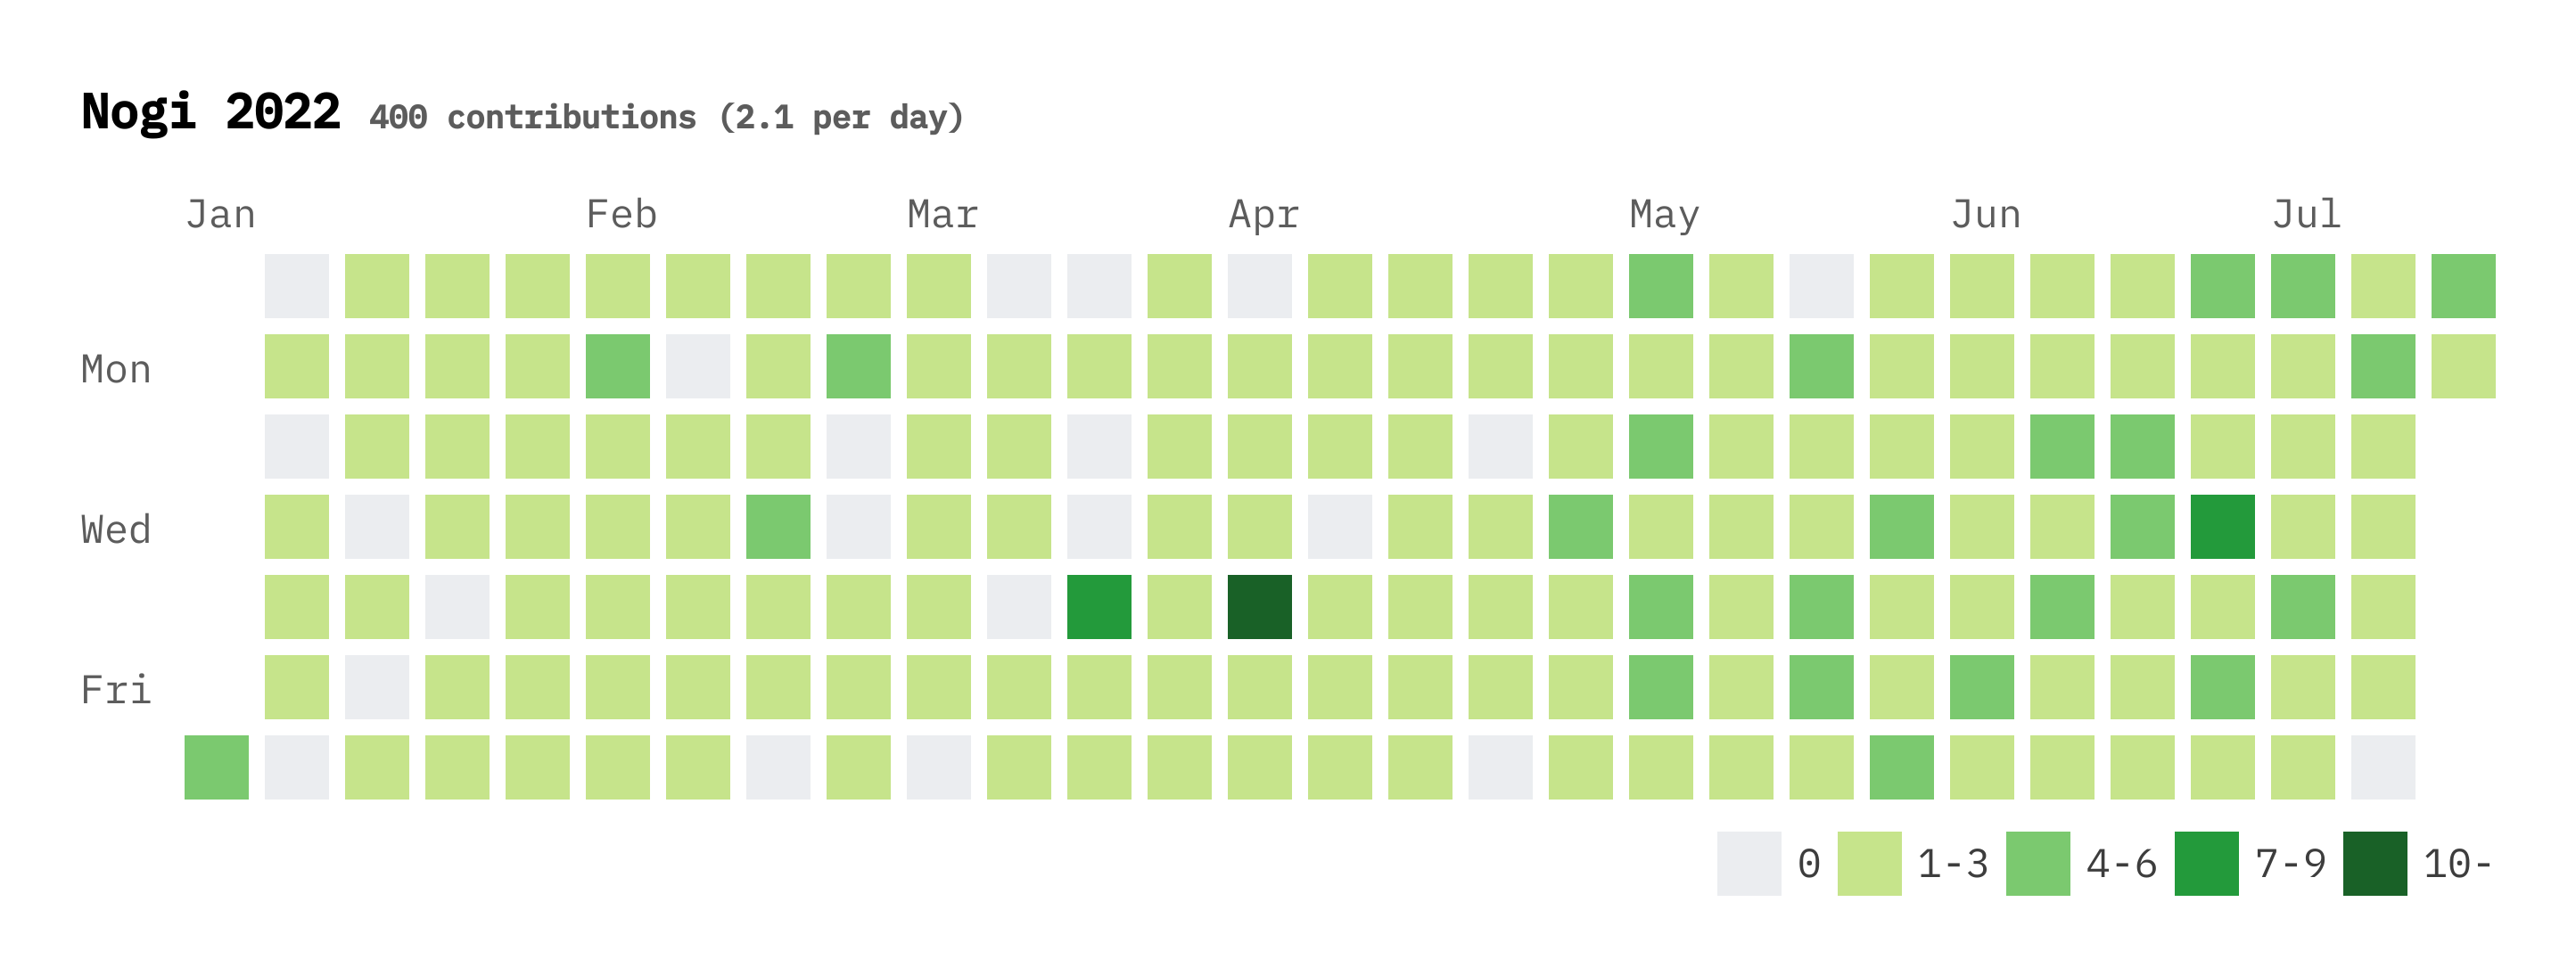 Nogi 2022 400 contributions (2.1 per day)
Jan Feb Mar Apr May Jun Jul
Mon
Wed
Fri
0 1-3 4-6 7-9 10-